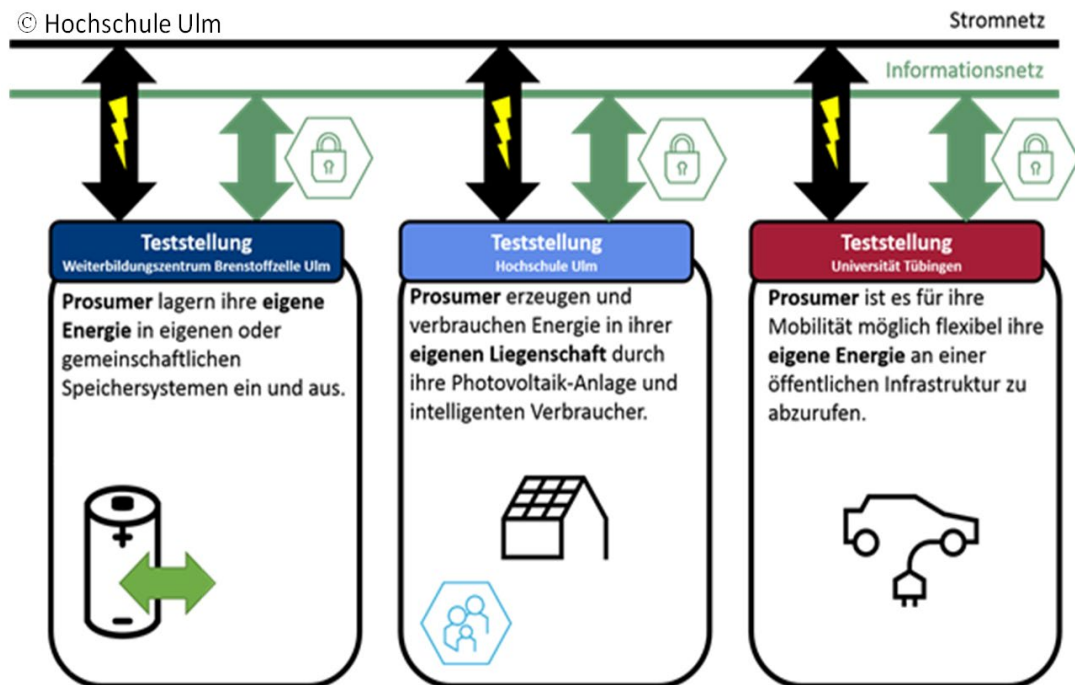 © Hochschule Ulm
Stromnetz
Informationsnetz
Teststellung
Weiterbildungszentrum Brenstoffzelle Ulm
Prosumer lagern ihre eigene
Energie in eigenen oder
gemeinschaftlichen
Speichersystemen ein und aus.
Teststellung
Hochschule Ulm
Prosumer erzeugen und
verbrauchen Energie in ihrer
eigenen Liegenschaft durch
ihre Photovoltaik-Anlage und
intelligenten Verbraucher.
Teststellung
Universität Tübingen
Prosumer ist es für ihre
Mobilität möglich flexibel ihre
eigene Energie an einer
öffentlichen Infrastruktur zu
abzurufen.